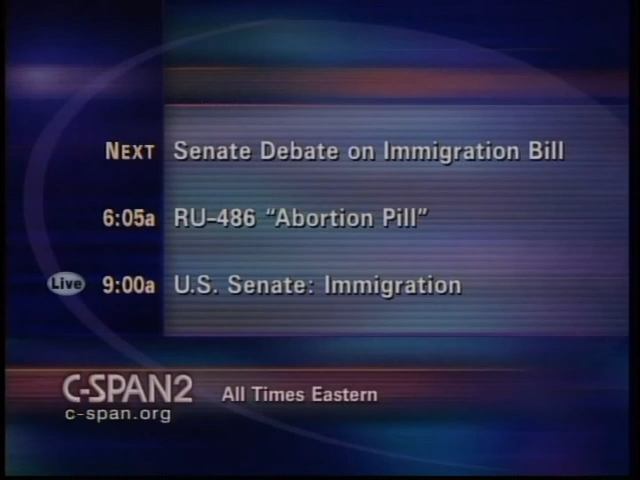 NEXT Senate Debate on Immigration Bill
6:05a RU-486 "Abortion Pill"
Live 9:00a U.S. Senate: Immigration
C-SPAN2 All Times Eastern
c-span.org